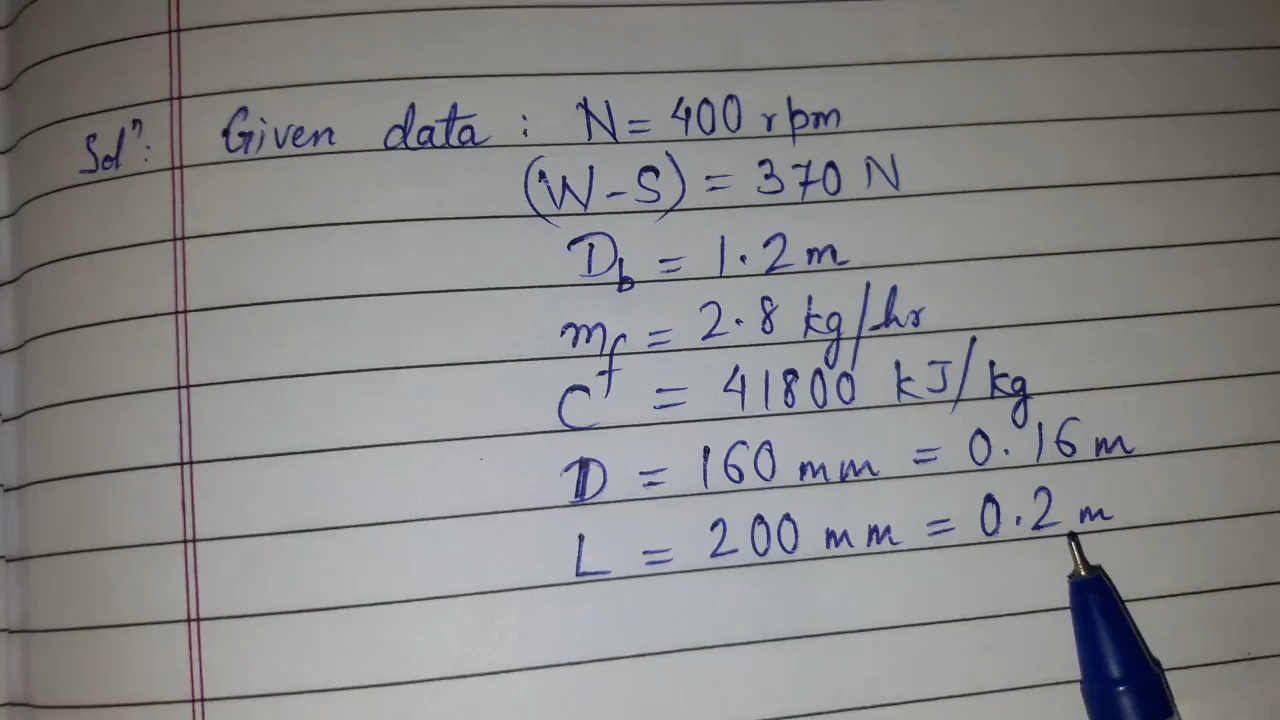 Solⁿ: Given data : N = 400 rpm
(W-S) = 370 N
D_b = 1.2 m
m_f = 2.8 kg/hr
C = 41800 kJ/kg
D = 160 mm = 0.16 m
L = 200 mm = 0.2 m